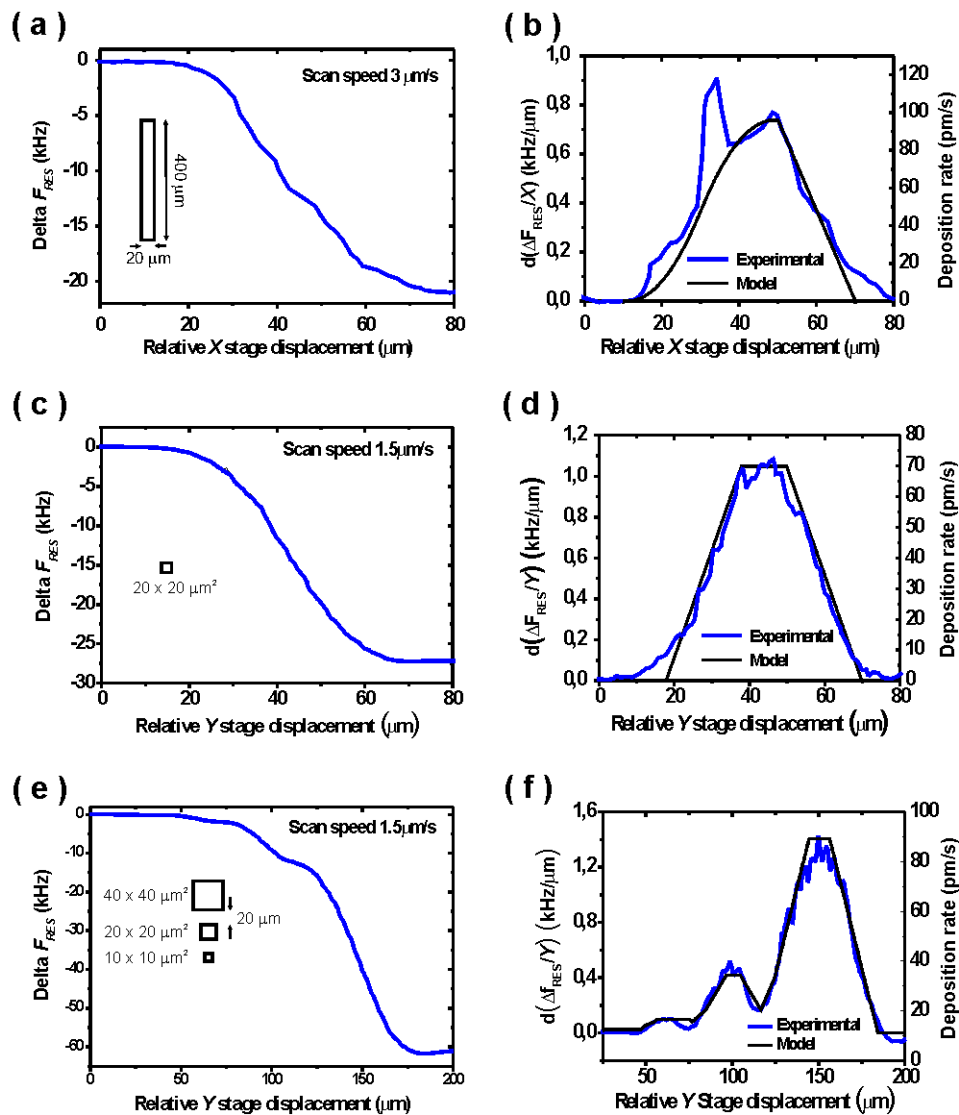 ( a )
Scan speed 3 μm/s
Delta F_RES (kHz)
0
-5
-10
-15
-20
400 μm
20 μm
0 20 40 60 80
Relative X stage displacement (μm)
( b )
d(ΔF_RES/X) (kHz/μm)
1,0
0,8
0,6
0,4
0,2
0,0
Experimental
Model
Deposition rate (pm/s)
120
100
80
60
40
20
0
0 20 40 60 80
Relative X stage displacement (μm)
( c )
Scan speed 1.5μm/s
Delta F_RES (kHz)
0
-5
-10
-15
-20
-25
-30
20 x 20 μm²
0 20 40 60 80
Relative Y stage displacement (μm)
( d )
d(ΔF_RES/Y) (kHz/μm)
1,2
1,0
0,8
0,6
0,4
0,2
0,0
Experimental
Model
Deposition rate (pm/s)
80
70
60
50
40
30
20
10
0
0 20 40 60 80
Relative Y stage displacement (μm)
( e )
Scan speed 1.5μm/s
Delta F_RES (kHz)
0
-10
-20
-30
-40
-50
-60
40 x 40 μm²
20 μm
20 x 20 μm²
10 x 10 μm²
0 50 100 150 200
Relative Y stage displacement (μm)
( f )
d(Δf_RES/Y) (kHz/μm)
1,6
1,2
0,8
0,4
0,0
Experimental
Model
Deposition rate (pm/s)
100
80
60
40
20
0
50 100 150 200
Relative Y Stage displacement (μm)